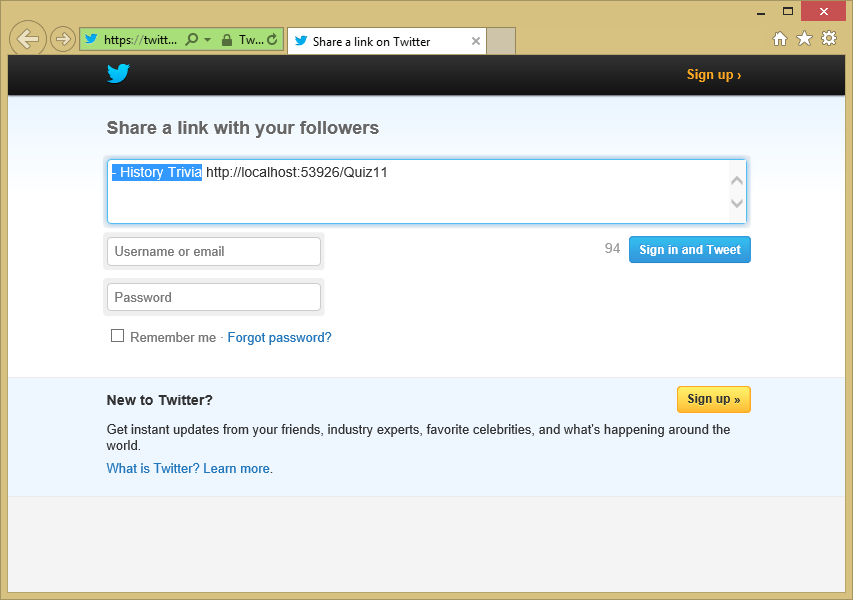 https://twitt... Tw... Share a link on Twitter
Sign up ›
Share a link with your followers
- History Trivia http://localhost:53926/Quiz11
Username or email
94 Sign in and Tweet
Password
Remember me · Forgot password?
New to Twitter?
Sign up »
Get instant updates from your friends, industry experts, favorite celebrities, and what's happening around the
world.
What is Twitter? Learn more.